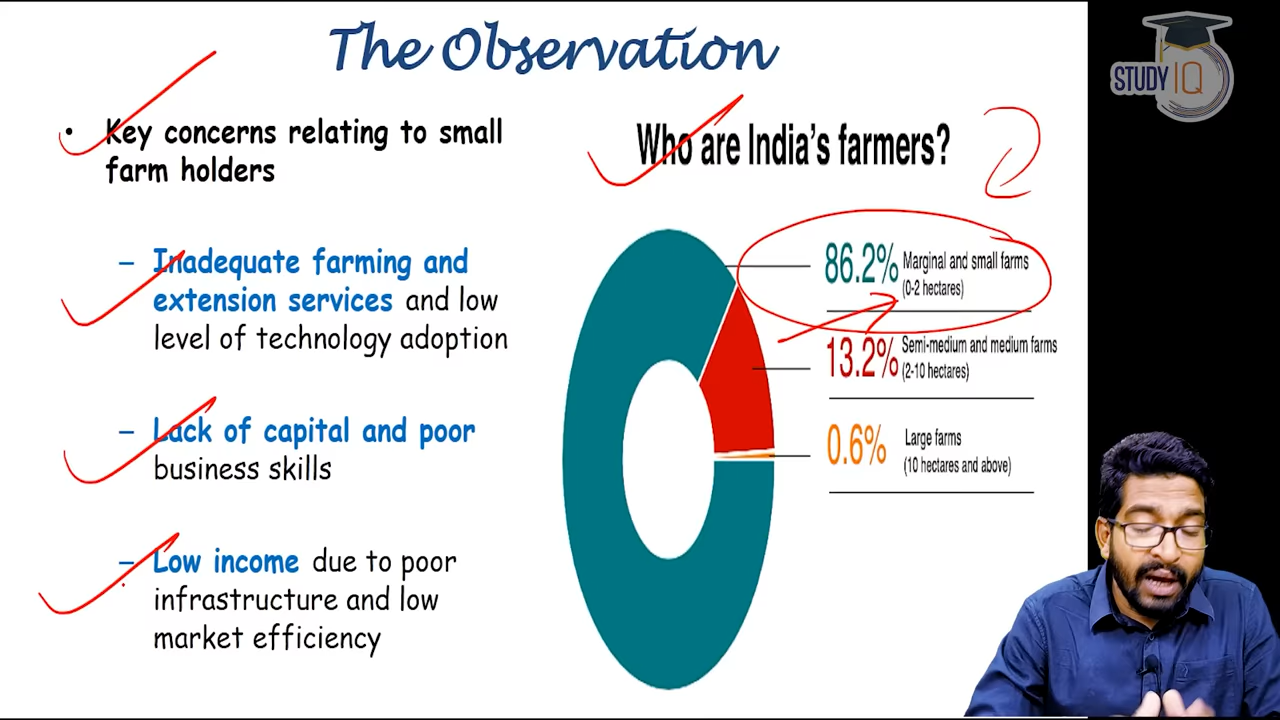 The Observation
• Key concerns relating to small
farm holders
– Inadequate farming and
extension services and low
level of technology adoption
– Lack of capital and poor
business skills
– Low income due to poor
infrastructure and low
market efficiency
Who are India's farmers?
86.2% Marginal and small farms
(0-2 hectares)
13.2% Semi-medium and medium farms
(2-10 hectares)
0.6% Large farms
(10 hectares and above)
STUDY IQ